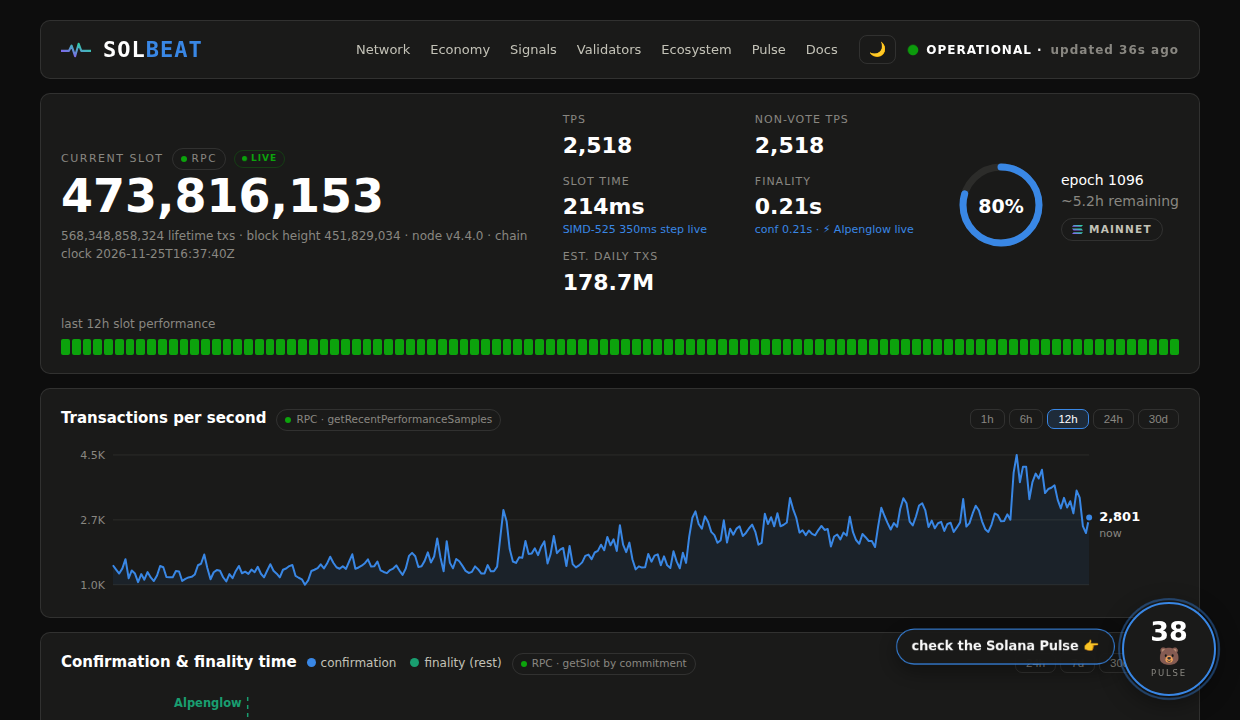 SOLBEAT
Network Economy Signals Validators Ecosystem Pulse Docs
OPERATIONAL · updated 36s ago
CURRENT SLOT RPC LIVE
473,816,153
568,348,858,324 lifetime txs · block height 451,829,034 · node v4.4.0 · chain
clock 2026-11-25T16:37:40Z
TPS
2,518
NON-VOTE TPS
2,518
SLOT TIME
214ms
SIMD-525 350ms step live
FINALITY
0.21s
conf 0.21s · ⚡ Alpenglow live
EST. DAILY TXS
178.7M
80%
epoch 1096
~5.2h remaining
MAINNET
last 12h slot performance
Transactions per second RPC · getRecentPerformanceSamples
1h 6h 12h 24h 30d
4.5K
2.7K
1.0K
2,801
now
Confirmation & finality time confirmation finality (rest) RPC · getSlot by commitment
Alpenglow
check the Solana Pulse 👉
38
PULSE